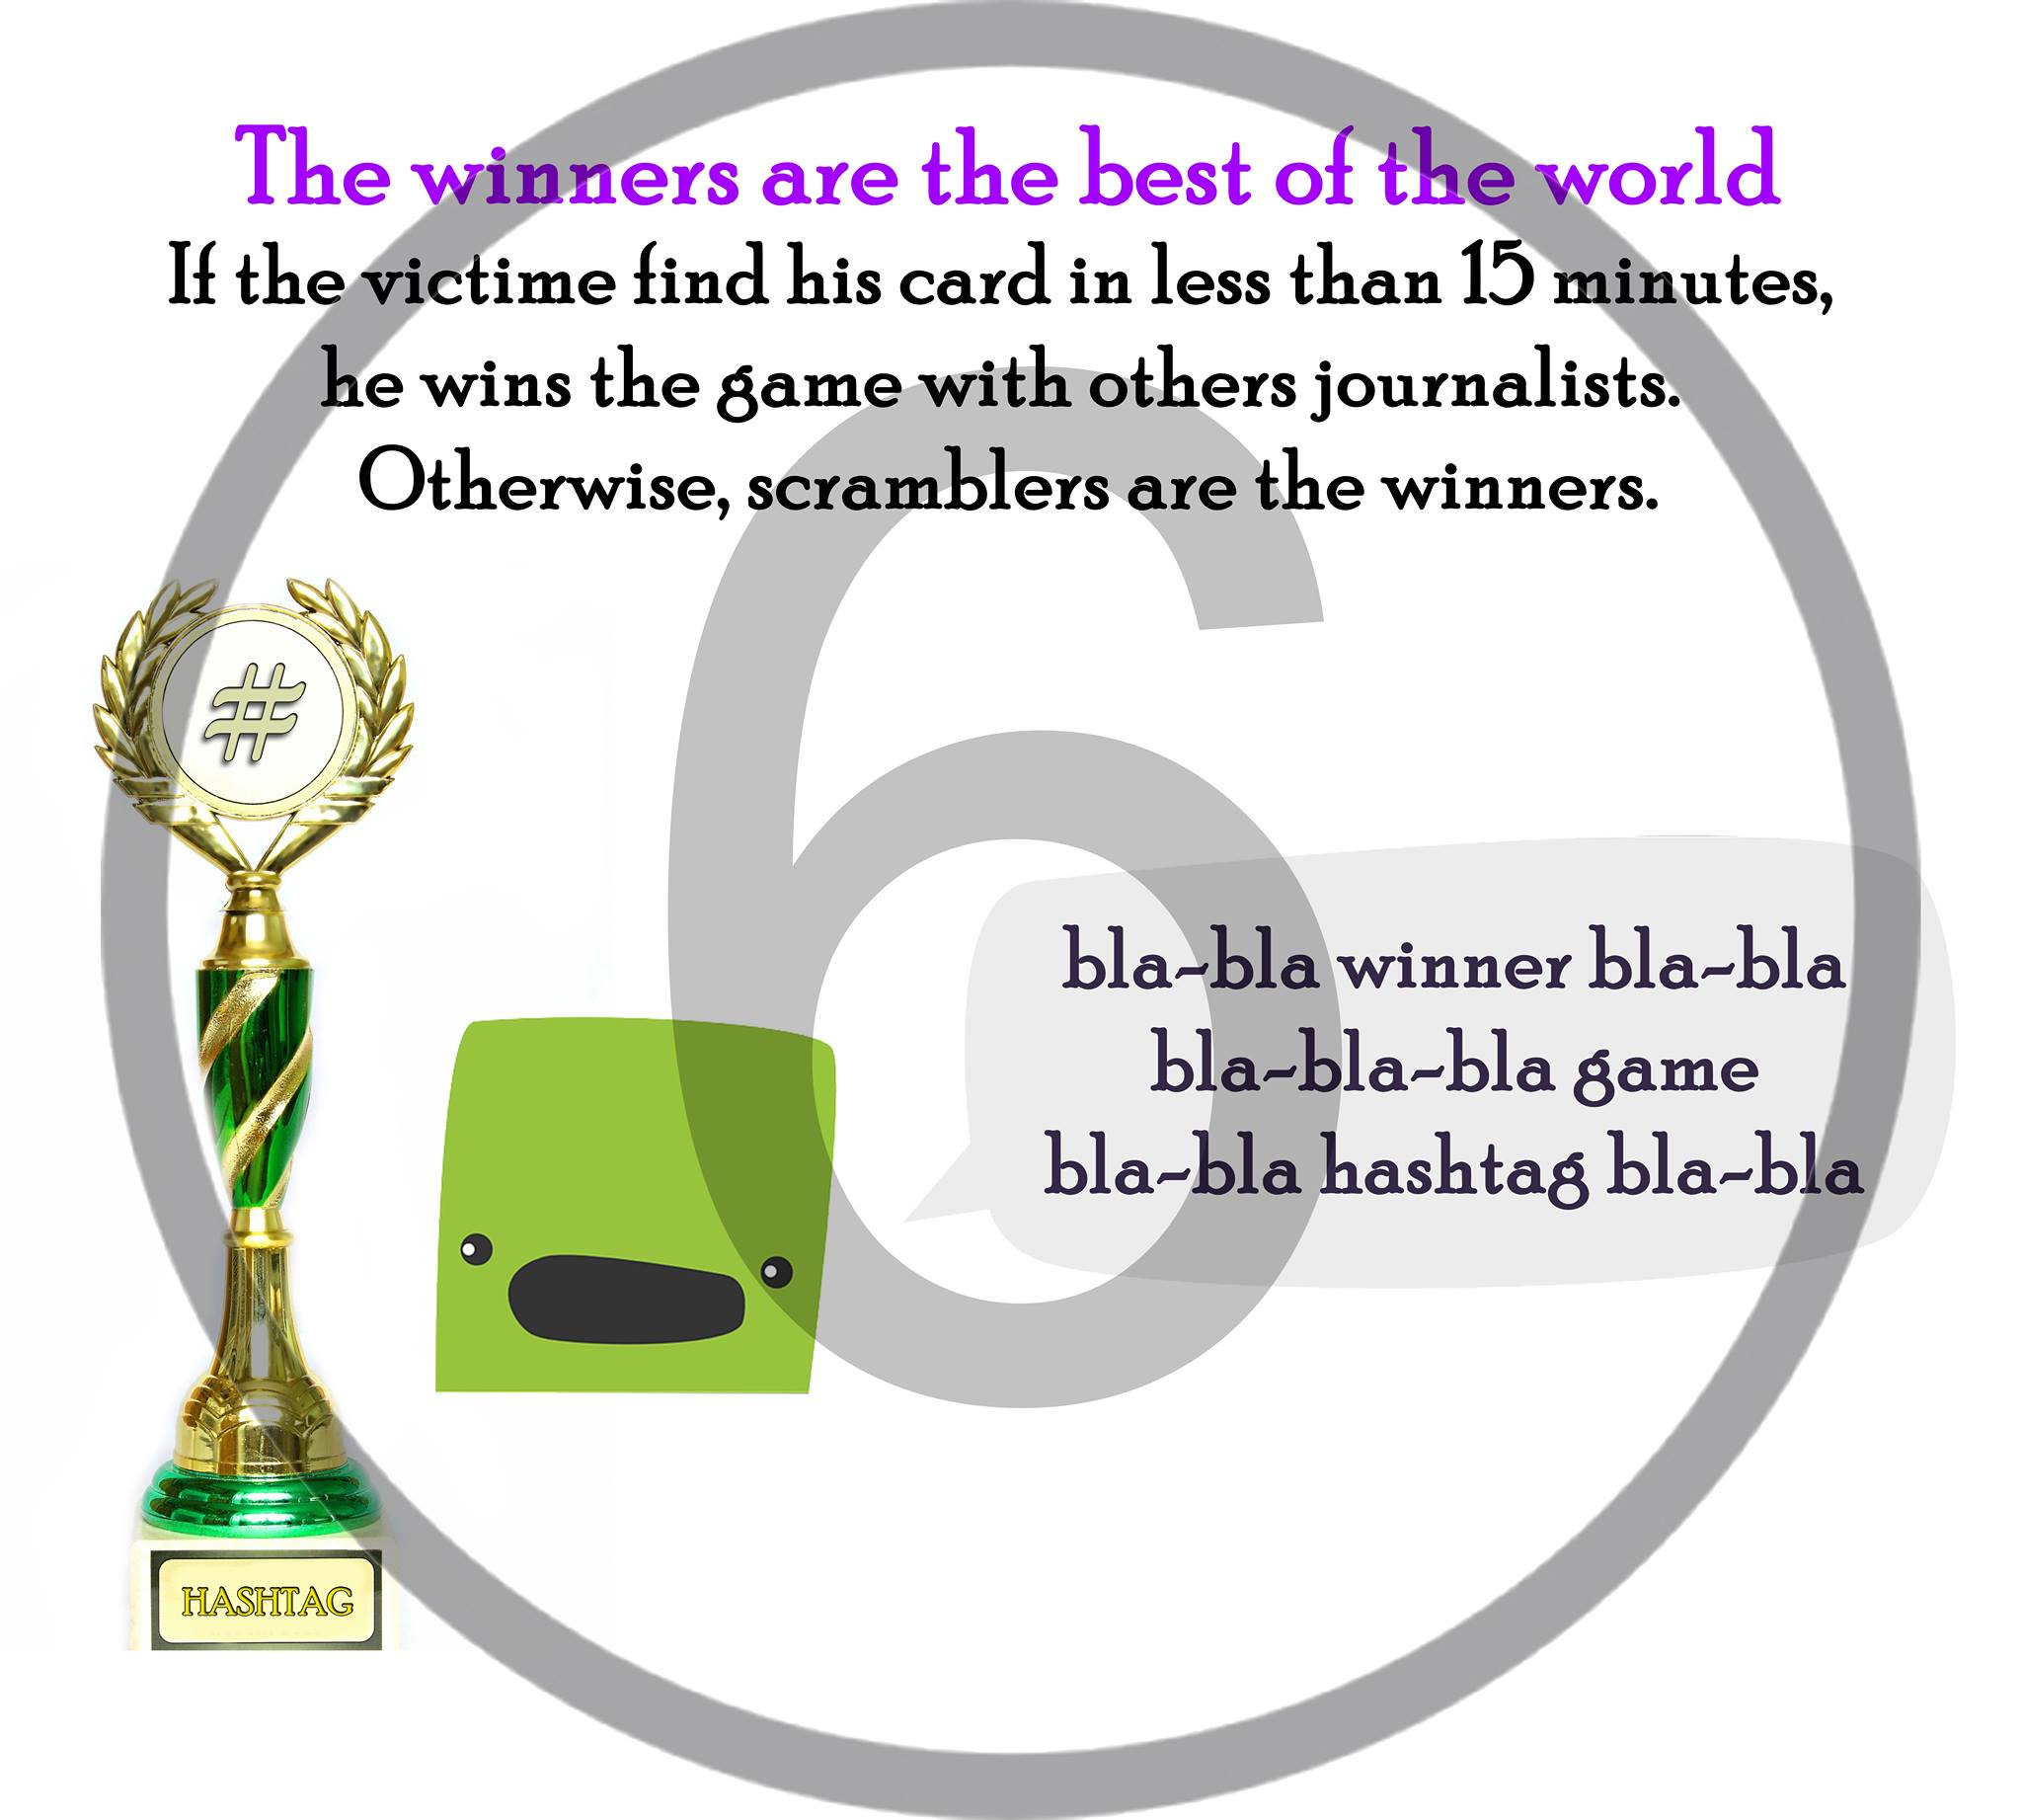 The winners are the best of the world
If the victime find his card in less than 15 minutes,
he wins the game with others journalists.
Otherwise, scramblers are the winners.
6
#
bla-bla winner bla-bla
bla-bla-bla game
bla-bla hashtag bla-bla
HASHTAG